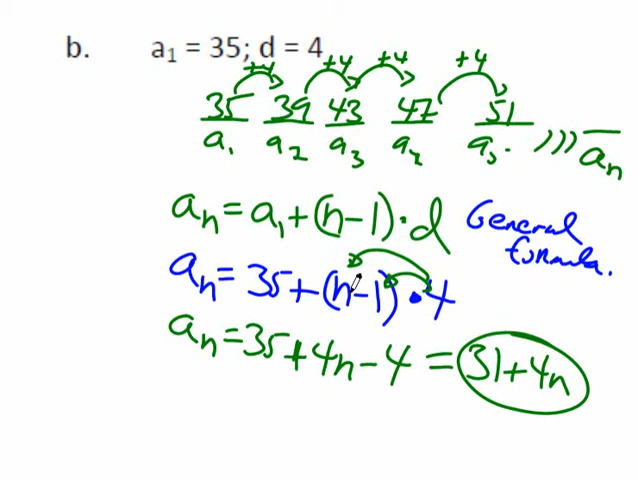 b. a₁ = 35; d = 4
+4 +4 +4 +4
35 39 43 47 51
a₁ a₂ a₃ a₄ a₅ . ))) aₙ
aₙ = a₁ + (n-1)·d General formula.
aₙ = 35 + (n-1)·4
aₙ = 35 + 4n - 4 = 31 + 4n